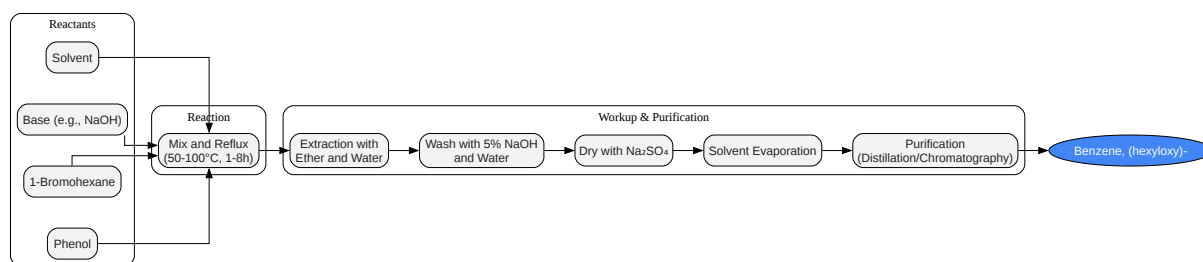 Reactants
Solvent
Base (e.g., NaOH)
1-Bromohexane
Phenol
Reaction
Mix and Reflux
(50-100°C, 1-8h)
Workup & Purification
Extraction with
Ether and Water
Wash with 5% NaOH
and Water
Dry with Na₂SO₄
Solvent Evaporation
Purification
(Distillation/Chromatography)
Benzene, (hexyloxy)-